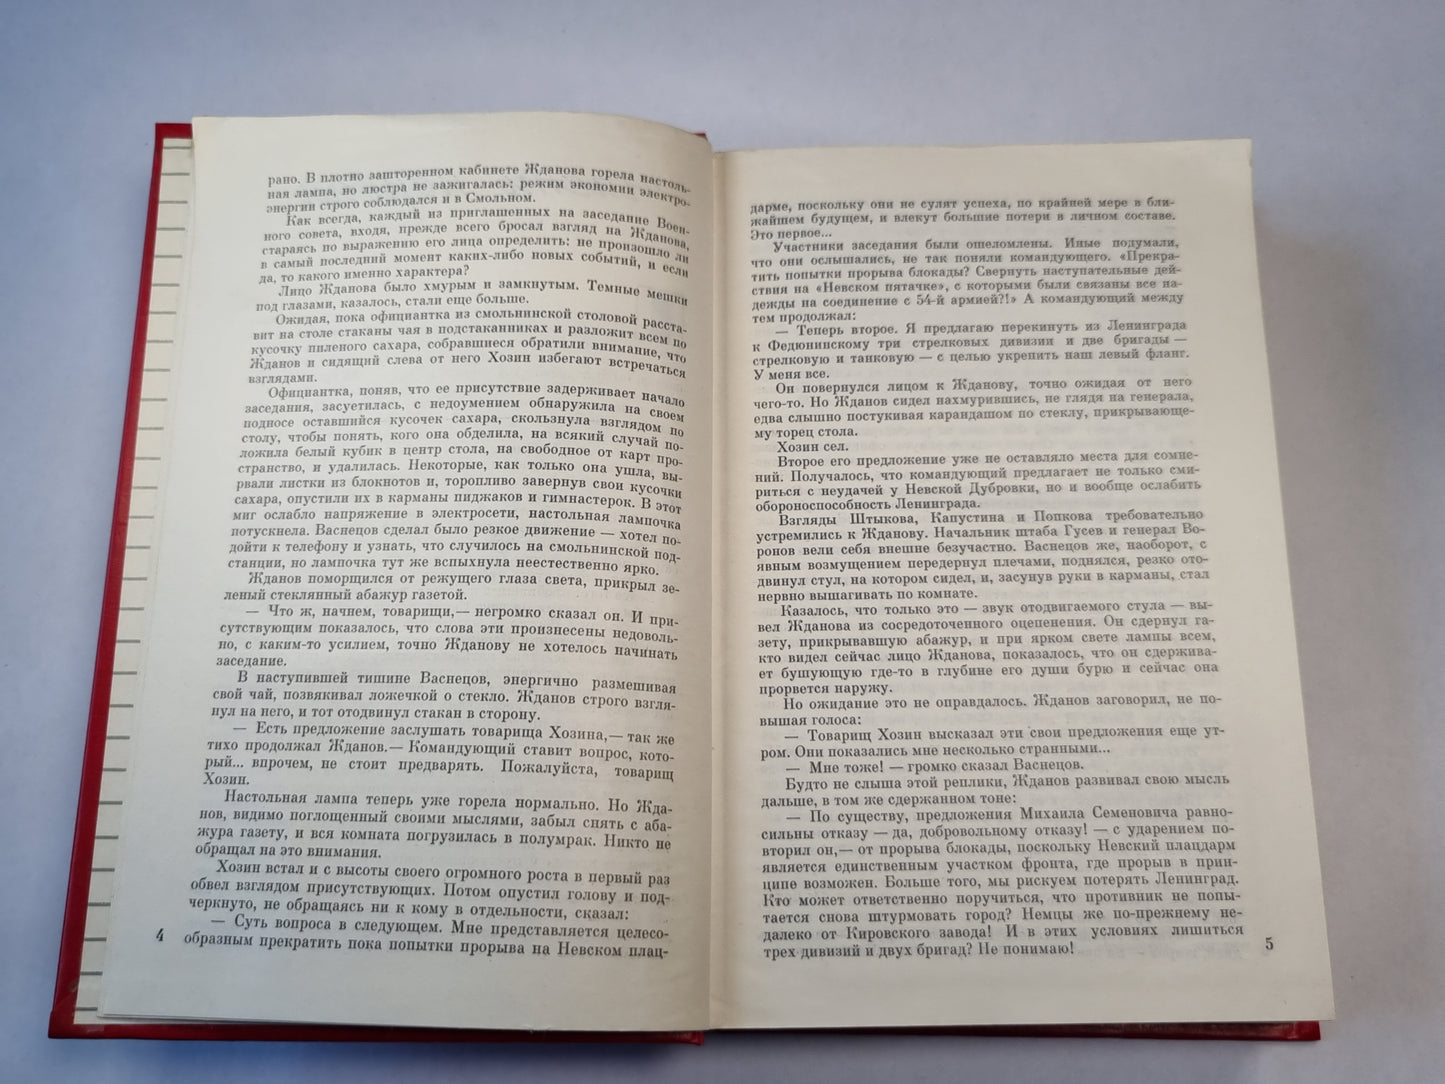 рано. В плотно зашторенном кабинете Жданова горела настоль-
ная лампа, но люстра не зажигалась: режим экономии электро-
энергии строго соблюдался и в Смольном.
Как всегда, каждый из приглашенных на заседание Воен-
ного совета, входя, прежде всего бросал взгляд на Жданова,
стараясь по выражению его лица определить: не произошло ли
в самый последний момент каких-либо новых событий, и если
да, то какого именно характера?
Лицо Жданова было хмурым и замкнутым. Темные мешки
под глазами, казалось, стали еще больше.
Ожидая, пока официантка из смольнинской столовой расста-
вит на столе стаканы чая в подстаканниках и разложит всем по
кусочку пиленого сахара, собравшиеся обратили внимание, что
Жданов и сидящий слева от него Хозин избегают встречаться
взглядами.
Официантка, поняв, что ее присутствие задерживает начало
заседания, засуетилась, с недоумением обнаружила на своем
подносе оставшийся кусочек сахара, скользнула взглядом по
столу, чтобы понять, кого она обделила, на всякий случай по-
ложила белый кубик в центр стола, на свободное от карт про-
странство, и удалилась. Некоторые, как только она ушла, вы-
рвали листки из блокнотов и, торопливо завернув свои кусочки
сахара, опустили их в карманы пиджаков и гимнастерок. В этот
миг ослабло напряжение в электросети, настольная лампочка
потускнела. Васнецов сделал было резкое движение — хотел по-
дойти к телефону и узнать, что случилось на смольнинской под-
станции, но лампочка тут же вспыхнула неестественно ярко.
Жданов поморщился от режущего глаза света, прикрыл зе-
леный стеклянный абажур газетой.
— Что ж, начнем, товарищи,— негромко сказал он. И при-
сутствующим показалось, что слова эти произнесены недоволь-
но, с каким-то усилием, точно Жданову не хотелось начинать
заседание.
В наступившей тишине Васнецов, энергично размешивая
свой чай, позвякивал ложечкой о стекло. Жданов строго взгля-
нул на него, и тот отодвинул стакан в сторону.
— Есть предложение заслушать товарища Хозина,— так же
тихо продолжал Жданов.— Командующий ставит вопрос, кото-
рый... впрочем, не стоит предварять. Пожалуйста, товарищ
Хозин.
Настольная лампа теперь уже горела нормально. Но Жда-
нов, видимо поглощенный своими мыслями, забыл снять с аба-
жура газету, и вся комната погрузилась в полумрак. Никто не
обращал на это внимания.
Хозин встал и с высоты своего огромного роста в первый раз
обвел взглядом присутствующих. Потом опустил голову и под-
черкнуто, не обращаясь ни к кому в отдельности, сказал:
— Суть вопроса в следующем. Мне представляется целесо-
образным прекратить пока попытки прорыва на Невском плац-
4
дарме, поскольку они не сулят успеха, по крайней мере в бли-
жайшем будущем, и влекут большие потери в личном составе.
Это первое...
Участники заседания были ошеломлены. Иные подумали,
что они ослышались, не так поняли командующего. «Прекра-
тить попытки прорыва блокады? Свернуть наступательные дей-
ствия на «Невском пятачке», с которыми были связаны все на-
дежды на соединение с 54-й армией?!» А командующий между
тем продолжал:
— Теперь второе. Я предлагаю перекинуть из Ленинграда
к Федюнинскому три стрелковых дивизии и две бригады —
стрелковую и танковую — с целью укрепить наш левый фланг.
У меня все.
Он повернулся лицом к Жданову, точно ожидая от него
чего-то. Но Жданов сидел нахмурившись, не глядя на генерала,
едва слышно постукивая карандашом по стеклу, прикрывающе-
му торец стола.
Хозин сел.
Второе его предложение уже не оставляло места для сомне-
ний. Получалось, что командующий предлагает не только сми-
риться с неудачей у Невской Дубровки, но и вообще ослабить
обороноспособность Ленинграда.
Взгляды Штыкова, Капустина и Попкова требовательно
устремились к Жданову. Начальник штаба Гусев и генерал Во-
ронов вели себя внешне безучастно. Васнецов же, наоборот, с
явным возмущением передернул плечами, поднялся, резко ото-
двинул стул, на котором сидел, и, засунув руки в карманы, стал
нервно вышагивать по комнате.
Казалось, что только это — звук отодвигаемого стула — вы-
вел Жданова из сосредоточенного оцепенения. Он сдернул га-
зету, прикрывавшую абажур, и при ярком свете лампы всем,
кто видел сейчас лицо Жданова, показалось, что он сдержива-
ет бушующую где-то в глубине его души бурю и сейчас она
прорвется наружу.
Но ожидание это не оправдалось. Жданов заговорил, не по-
вышая голоса:
— Товарищ Хозин высказал эти свои предложения еще ут-
ром. Они показались мне несколько странными...
— Мне тоже! — громко сказал Васнецов.
Будто не слыша этой реплики, Жданов развивал свою мысль
дальше, в том же сдержанном тоне:
— По существу, предложения Михаила Семеновича равно-
сильны отказу — да, добровольному отказу! — с ударением по-
вторил он,— от прорыва блокады, поскольку Невский плацдарм
является единственным участком фронта, где прорыв в прин-
ципе возможен. Больше того, мы рискуем потерять Ленинград.
Кто может ответственно поручиться, что противник не попы-
тается снова штурмовать город? Немцы же по-прежнему не-
далеко от Кировского завода! И в этих условиях лишиться
трех дивизий и двух бригад? Не понимаю!
5